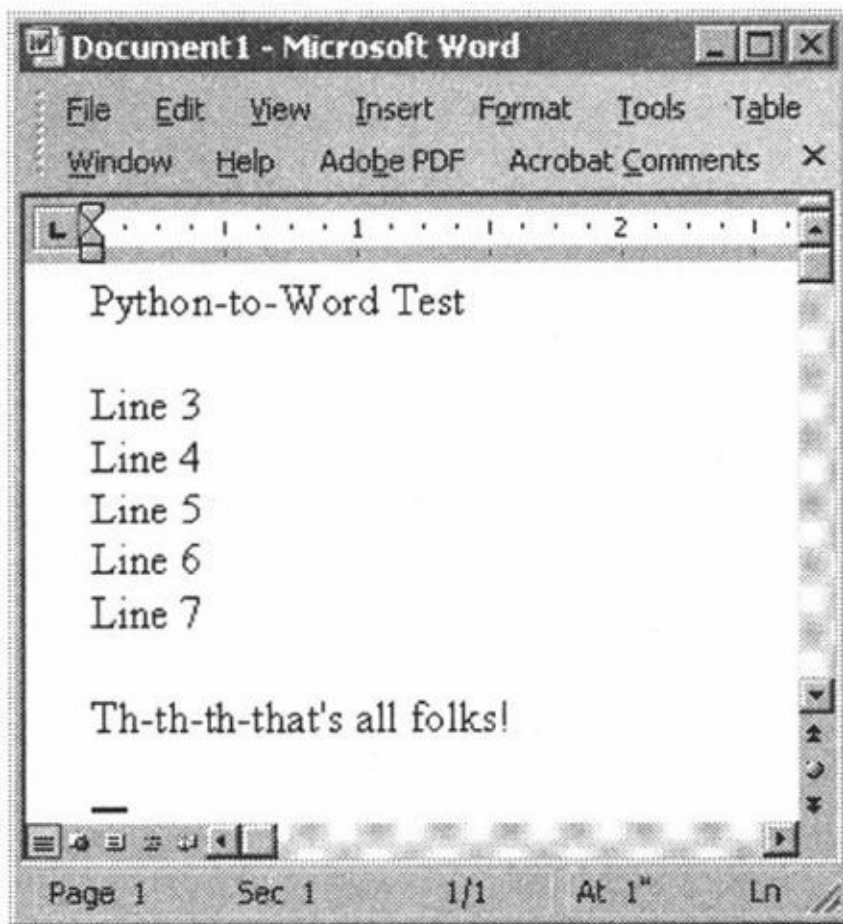 Document1 - Microsoft Word
File Edit View Insert Format Tools Table
Window Help Adobe PDF Acrobat Comments
1 2
Python-to-Word Test
Line 3
Line 4
Line 5
Line 6
Line 7
Th-th-th-that's all folks!
Page 1 Sec 1 1/1 At 1" Ln